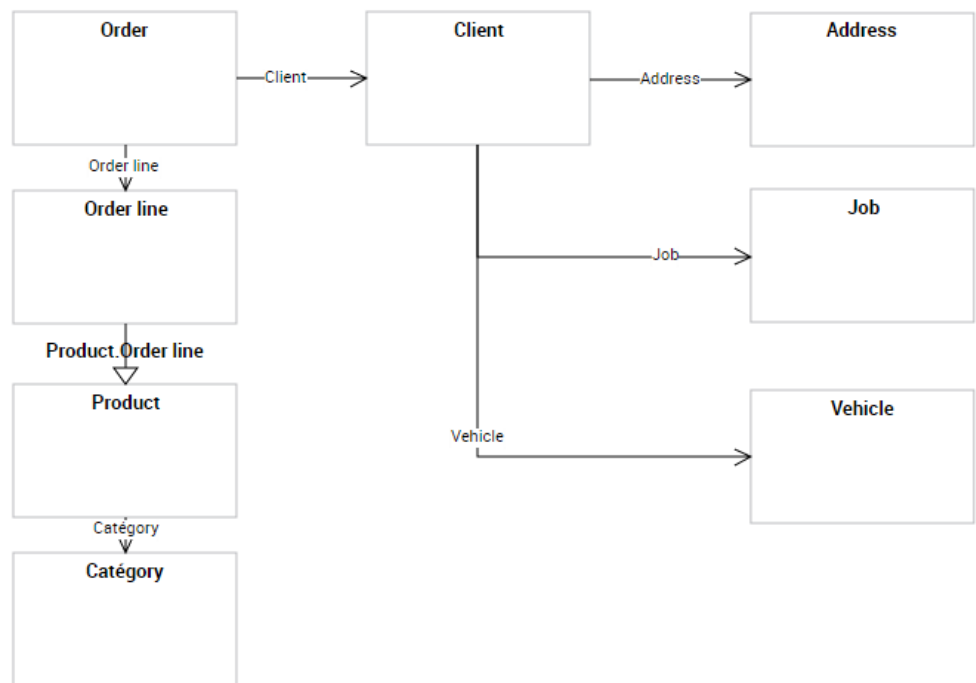 Order
Client
Address
Client
Address
Order line
Order line
Job
Job
Product.Order line
Product
Vehicle
Vehicle
Catégory
Catégory